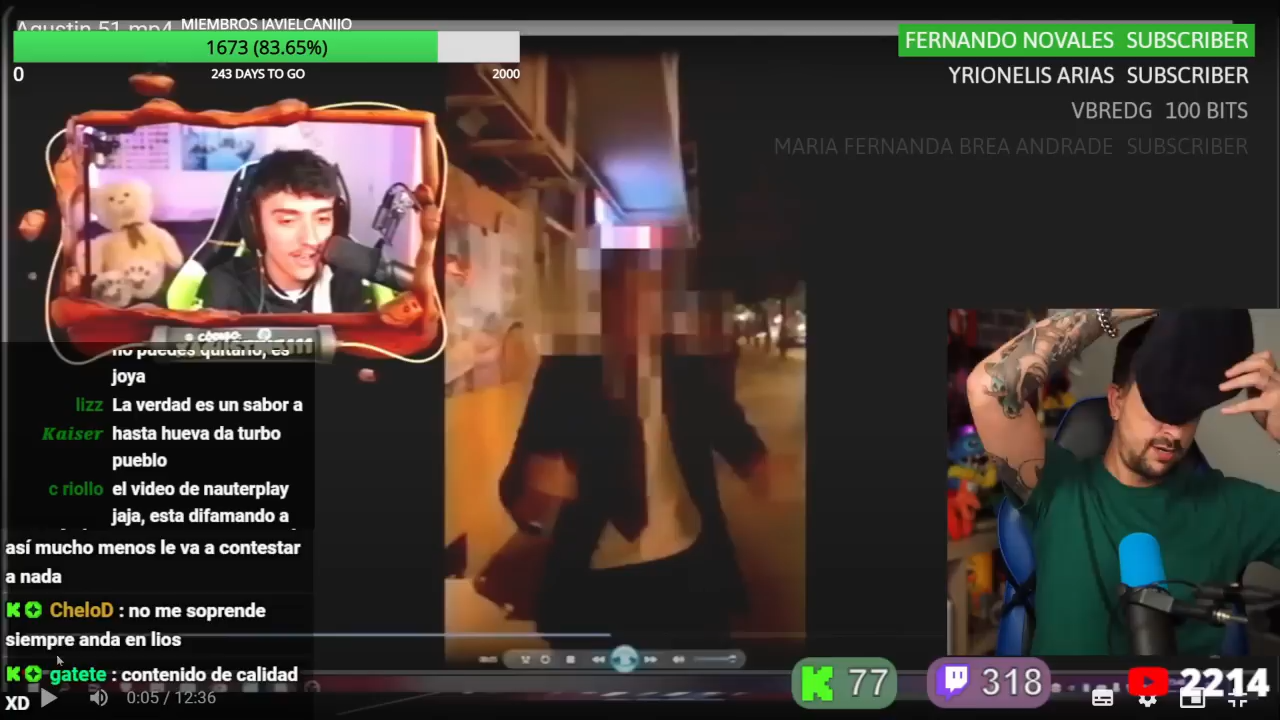 Agustin 51.mp4
MIEMBROS JAVIELCANIJO
1673 (83.65%)
0
243 DAYS TO GO
2000
FERNANDO NOVALES SUBSCRIBER
YRIONELIS ARIAS SUBSCRIBER
VBREDG 100 BITS
MARIA FERNANDA BREA ANDRADE SUBSCRIBER
no puedes quitarlo, es
joya
lizz La verdad es un sabor a
Kaiser hasta hueva da turbo
pueblo
c riollo el video de nauterplay
jaja, esta difamando a
así mucho menos le va a contestar
a nada
CheloD : no me soprende
siempre anda en lios
gatete : contenido de calidad
XD
0:05 / 12:36
77
318
2214